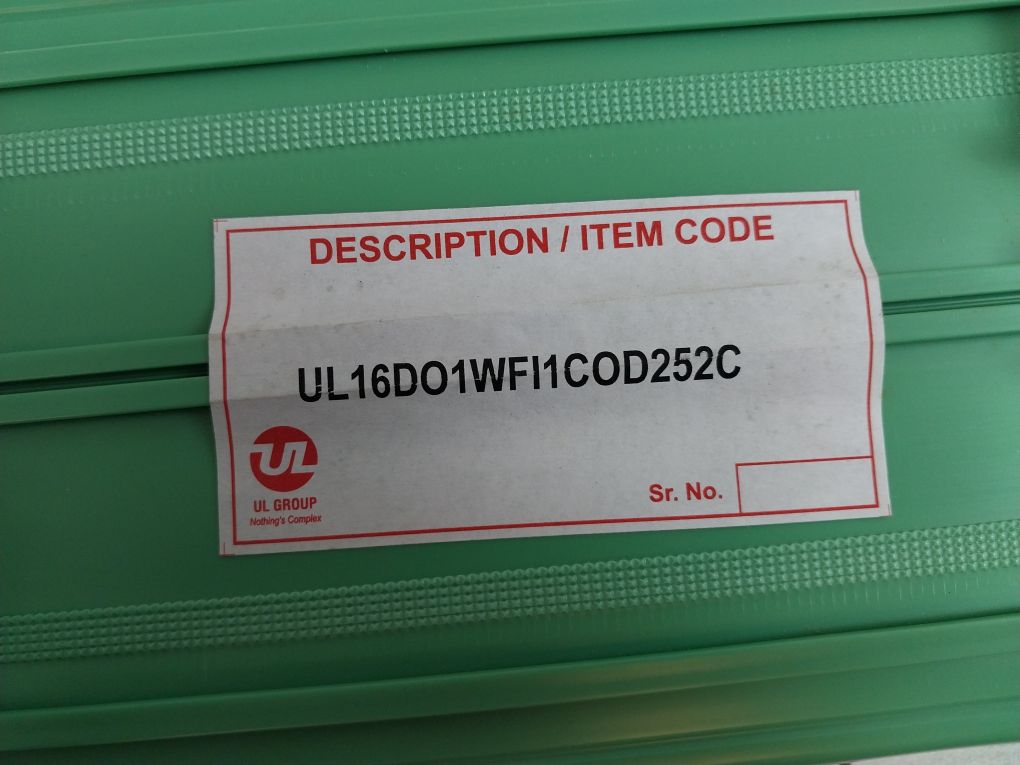 DESCRIPTION / ITEM CODE
UL16DO1WFI1COD252C
UL
UL GROUP
Nothing's Complex
Sr. No.